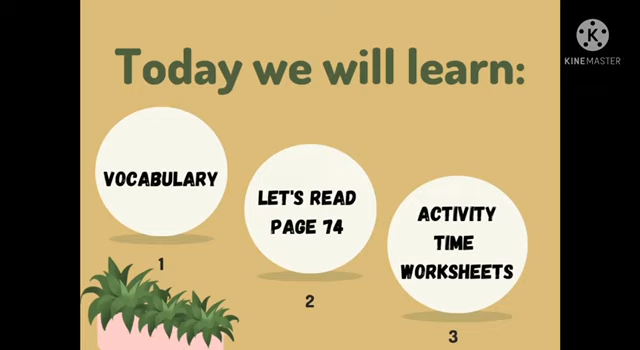 Today we will learn:
VOCABULARY
1
LET'S READ
PAGE 74
2
ACTIVITY
TIME
WORKSHEETS
3
K
KINEMASTER